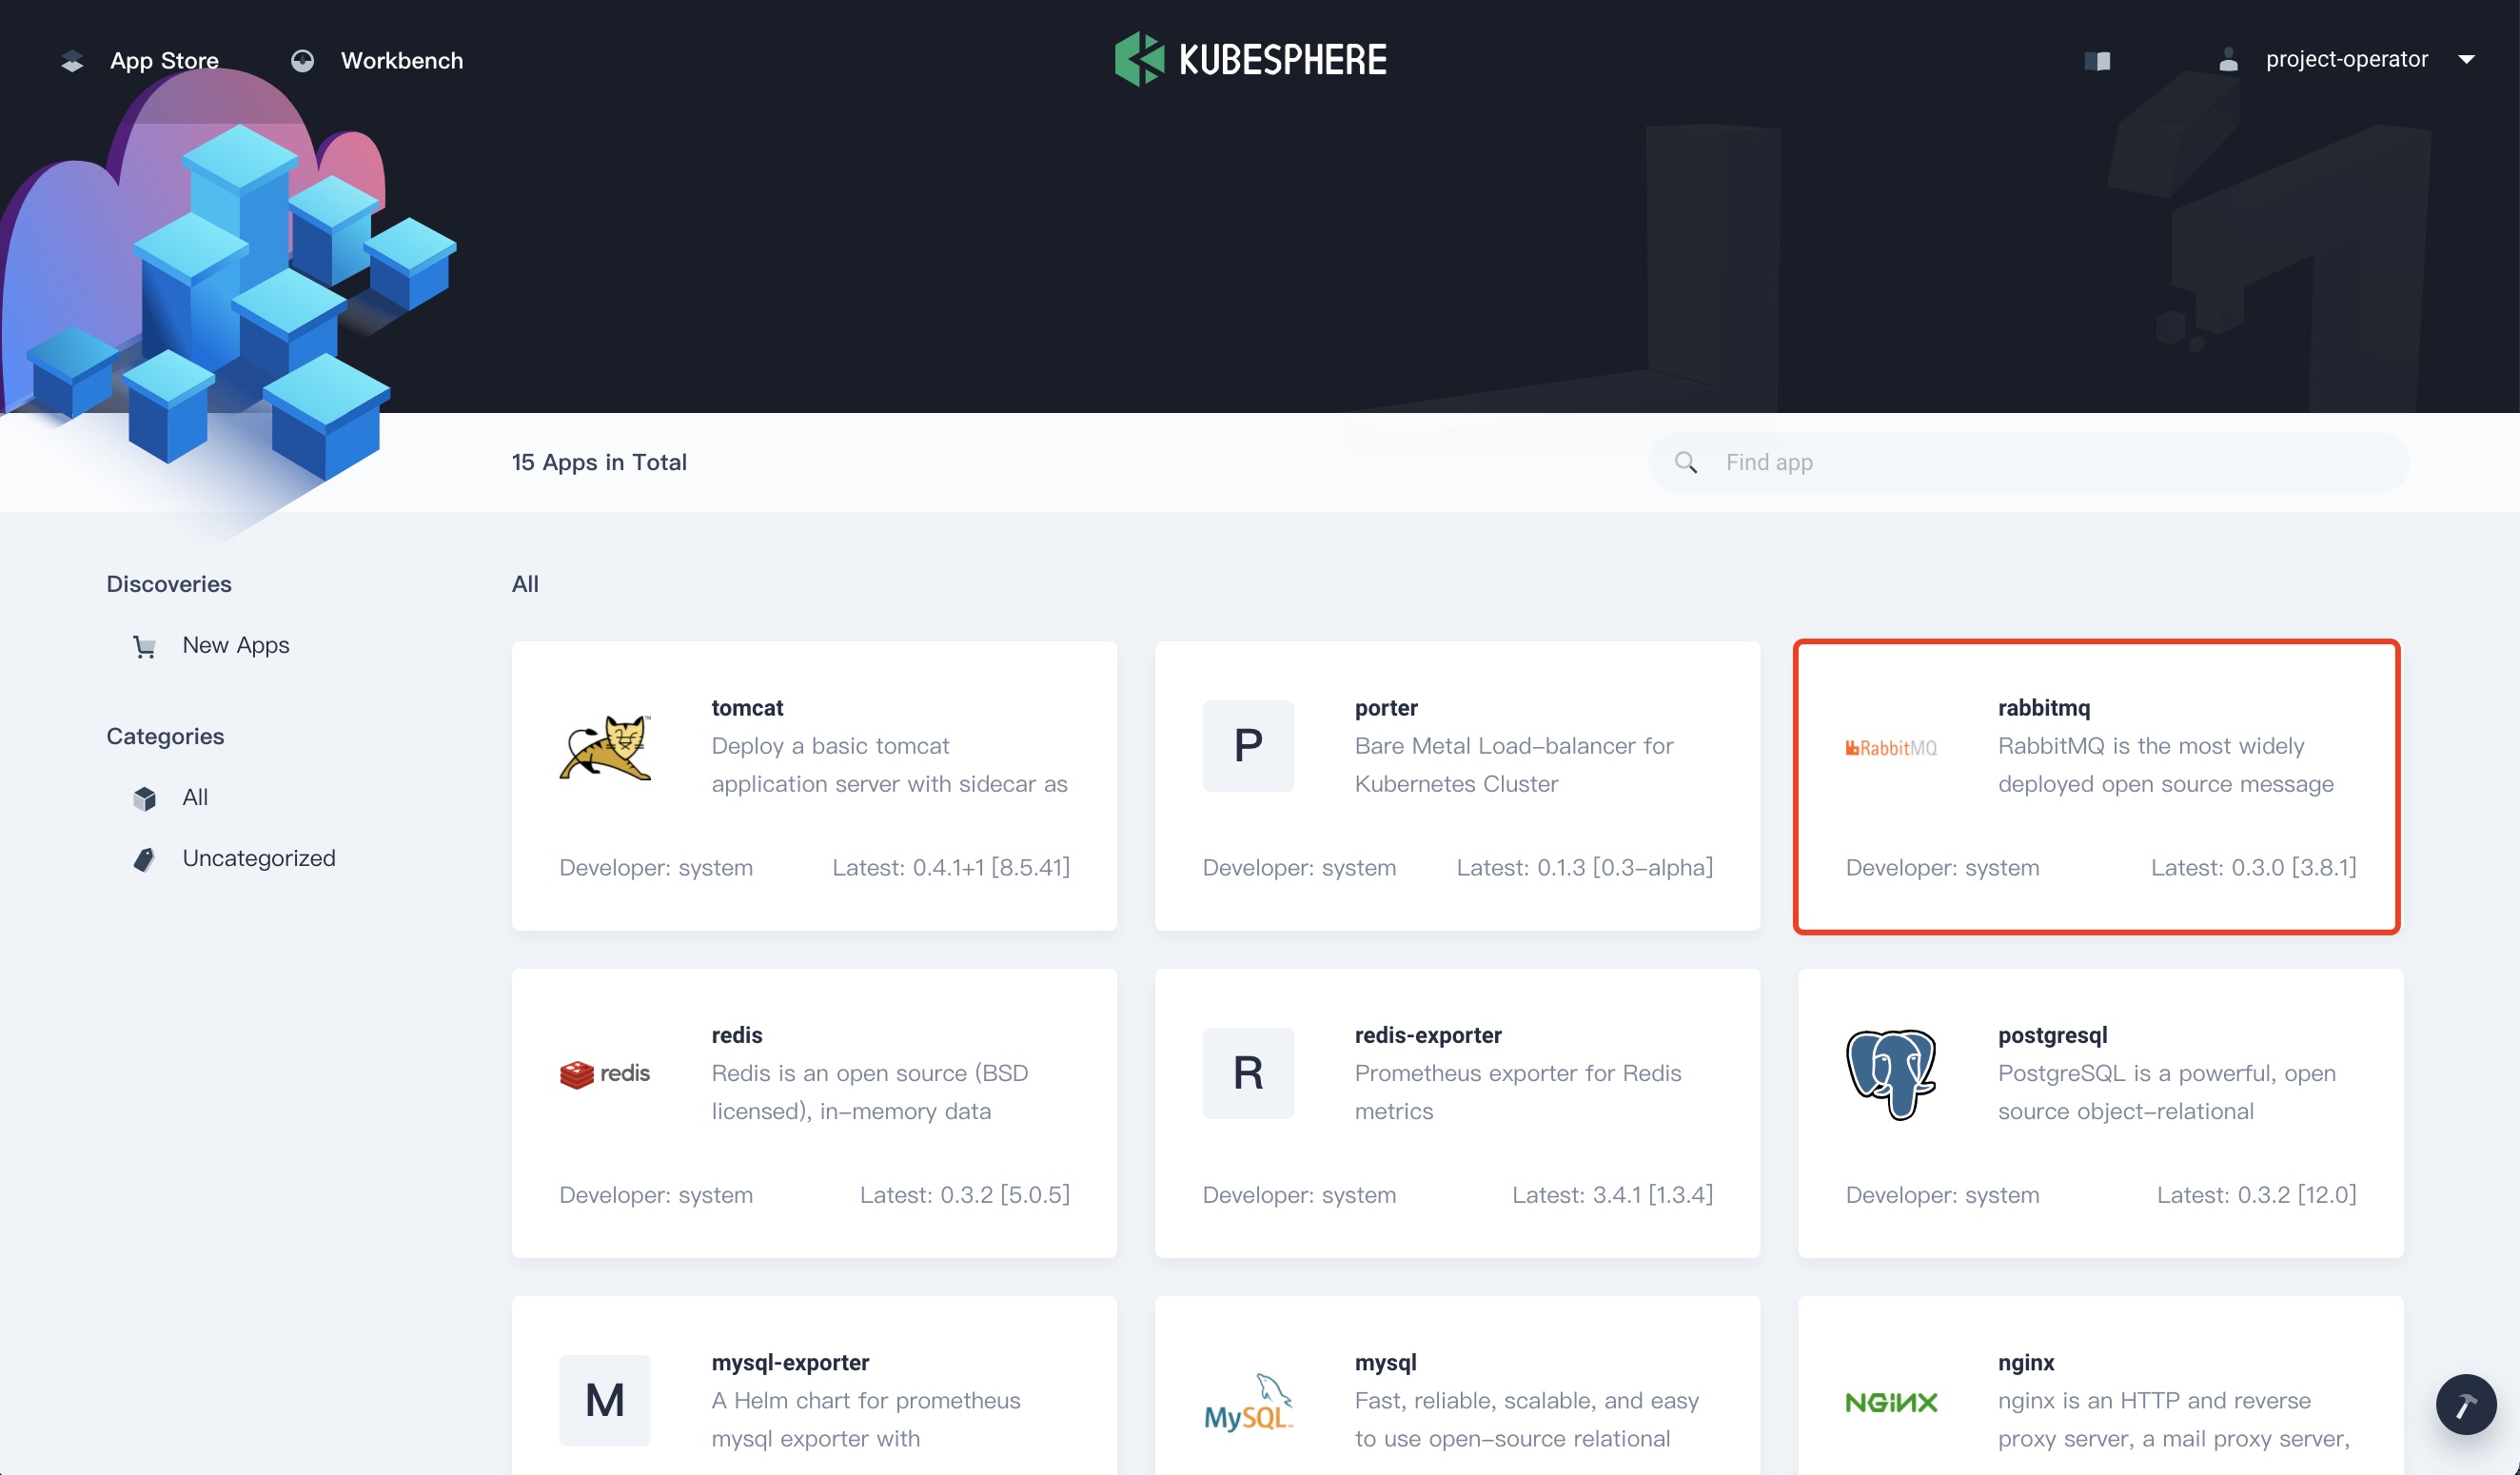 App Store
Workbench
KUBESPHERE
project-operator
15 Apps in Total
Find app
Discoveries
New Apps
Categories
All
Uncategorized
All
tomcat
Deploy a basic tomcat
application server with sidecar as
Developer: system
Latest: 0.4.1+1 [8.5.41]
P
porter
Bare Metal Load-balancer for
Kubernetes Cluster
Developer: system
Latest: 0.1.3 [0.3-alpha]
RabbitMQ
rabbitmq
RabbitMQ is the most widely
deployed open source message
Developer: system
Latest: 0.3.0 [3.8.1]
redis
redis
Redis is an open source (BSD
licensed), in-memory data
Developer: system
Latest: 0.3.2 [5.0.5]
R
redis-exporter
Prometheus exporter for Redis
metrics
Developer: system
Latest: 3.4.1 [1.3.4]
postgresql
PostgreSQL is a powerful, open
source object-relational
Developer: system
Latest: 0.3.2 [12.0]
M
mysql-exporter
A Helm chart for prometheus
mysql exporter with
MySQL™
mysql
Fast, reliable, scalable, and easy
to use open-source relational
NGINX
nginx
nginx is an HTTP and reverse
proxy server, a mail proxy server,